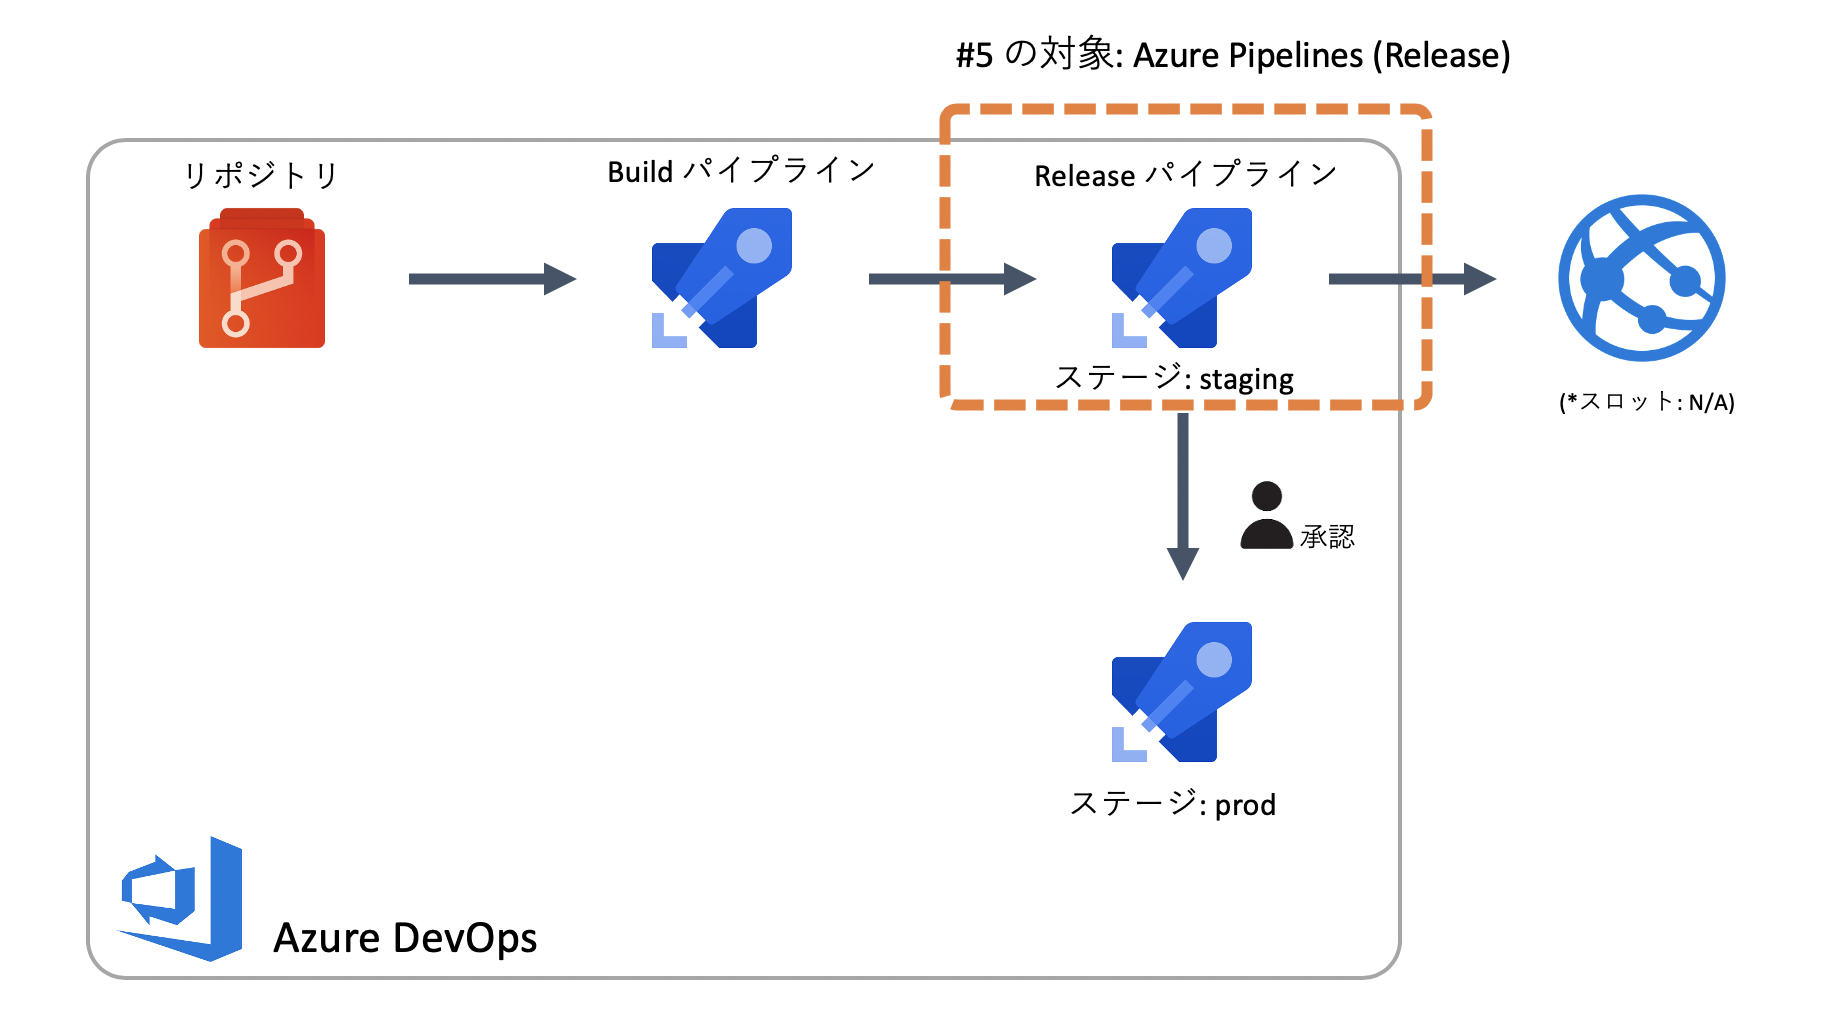 #5 の対象: Azure Pipelines (Release)
リポジトリ
Build パイプライン
Release パイプライン
ステージ: staging
(*スロット: N/A)
承認
ステージ: prod
Azure DevOps